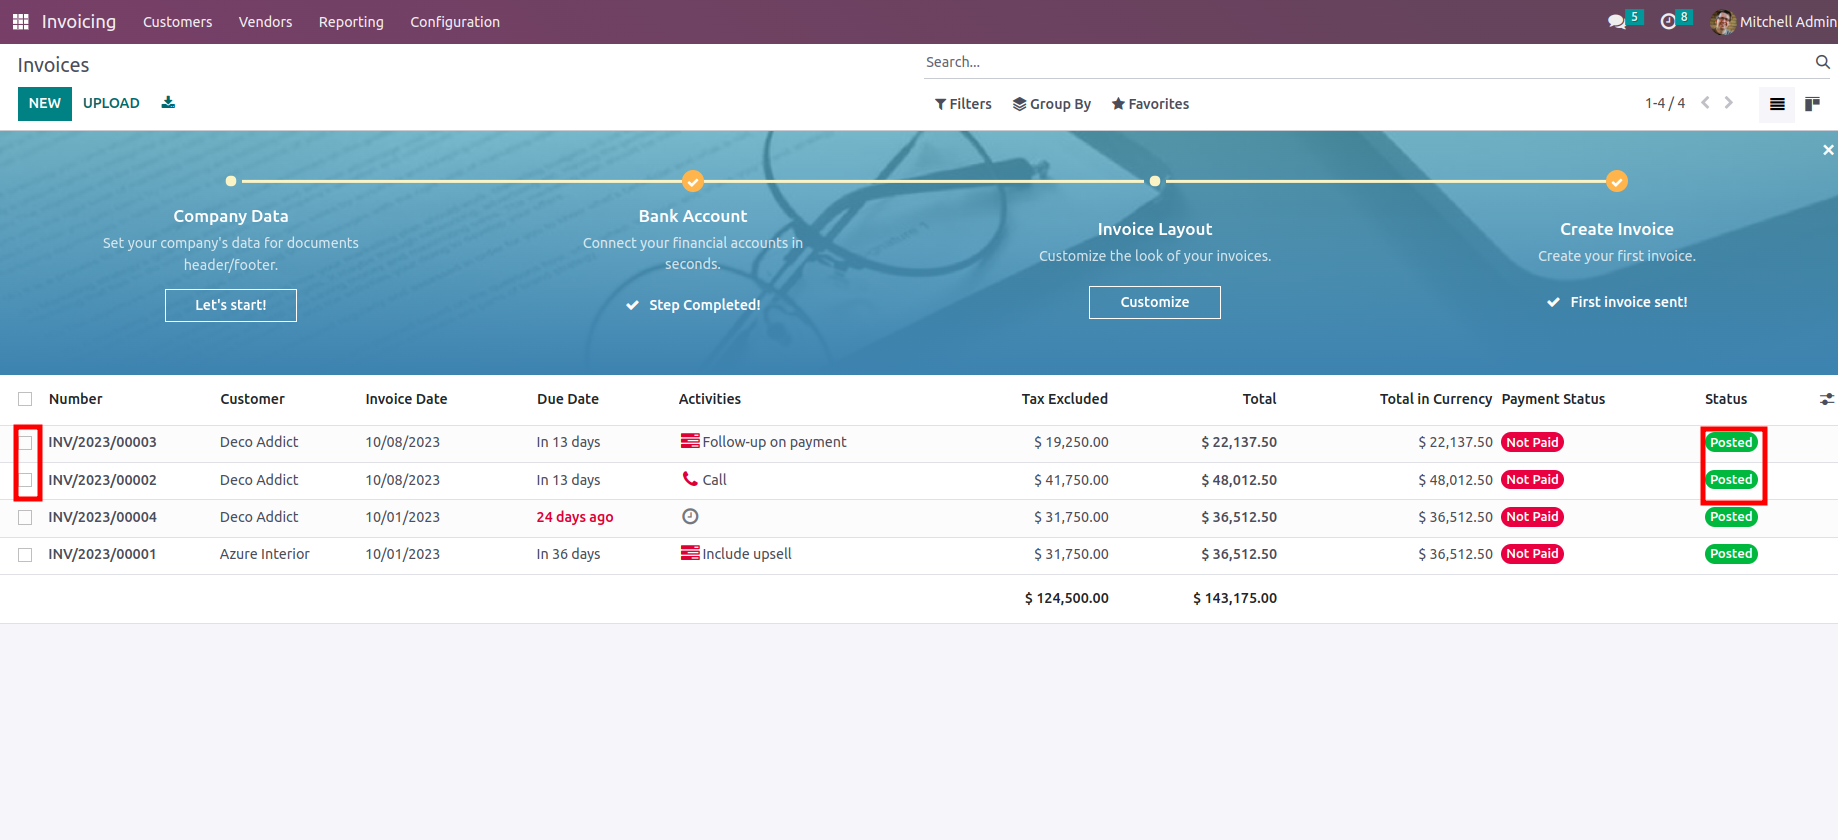 Invoicing Customers Vendors Reporting Configuration 5 8 Mitchell Admin
Invoices Search...
NEW UPLOAD Filters Group By Favorites 1-4 / 4
Company Data
Set your company's data for documents
header/footer.
Let's start!
Bank Account
Connect your financial accounts in
seconds.
Step Completed!
Invoice Layout
Customize the look of your invoices.
Customize
Create Invoice
Create your first invoice.
First invoice sent!
Number Customer Invoice Date Due Date Activities Tax Excluded Total Total in Currency Payment Status Status
INV/2023/00003 Deco Addict 10/08/2023 In 13 days Follow-up on payment $ 19,250.00 $ 22,137.50 $ 22,137.50 Not Paid Posted
INV/2023/00002 Deco Addict 10/08/2023 In 13 days Call $ 41,750.00 $ 48,012.50 $ 48,012.50 Not Paid Posted
INV/2023/00004 Deco Addict 10/01/2023 24 days ago $ 31,750.00 $ 36,512.50 $ 36,512.50 Not Paid Posted
INV/2023/00001 Azure Interior 10/01/2023 In 36 days Include upsell $ 31,750.00 $ 36,512.50 $ 36,512.50 Not Paid Posted
$ 124,500.00 $ 143,175.00